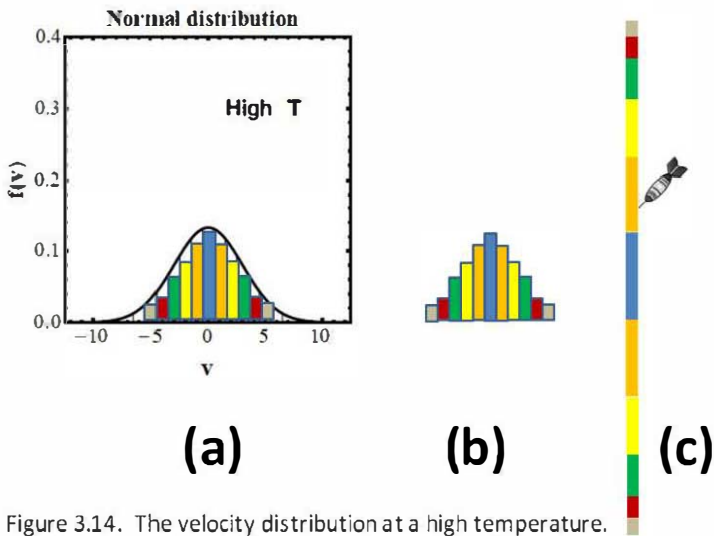 Normal distribution
0.4
0.3
0.2
0.1
0.0
f(v)
High T
−10 −5 0 5 10
v
(a) (b) (c)
Figure 3.14. The velocity distribution at a high temperature.